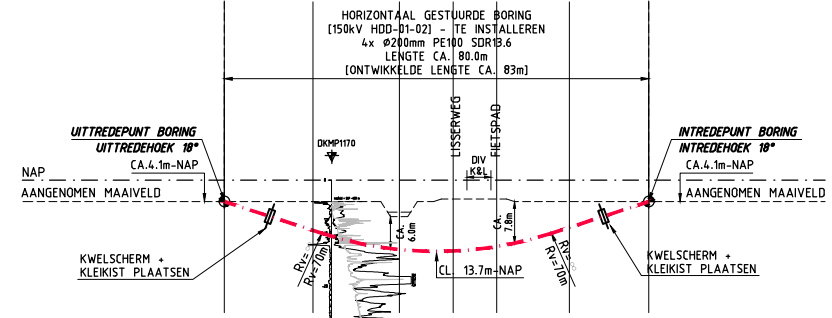 HORIZONTAAL GESTUURDE BORING
[150kV HDD-01-02] - TE INSTALLEREN
4x Ø200mm PE100 SDR13.6
LENGTE CA. 80.0m
[ONTWIKKELDE LENGTE CA. 83m]
LISSERWEG
FIETSPAD
UITTREDEPUNT BORING
UITTREDEHOEK 18°
CA.4.1m-NAP
DKMP1170
DIV
K&L
INTREDEPUNT BORING
INTREDEHOEK 18°
CA.4.1m-NAP
NAP
AANGENOMEN MAAIVELD
AANGENOMEN MAAIVELD
CA.
6.0m
CA.
7.8m
KWELSCHERM +
KLEIKIST PLAATSEN
Rv=∞
Rv=70m
CL. 13.7m-NAP
Rv=∞
Rv=70m
KWELSCHERM +
KLEIKIST PLAATSEN